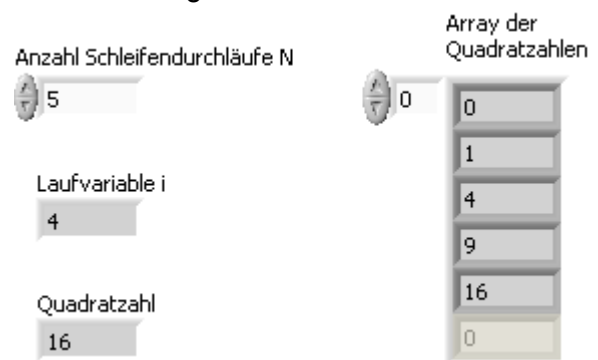 Anzahl Schleifendurchläufe N
5
Laufvariable i
4
Quadratzahl
16
Array der
Quadratzahlen
0
0
1
4
9
16
0